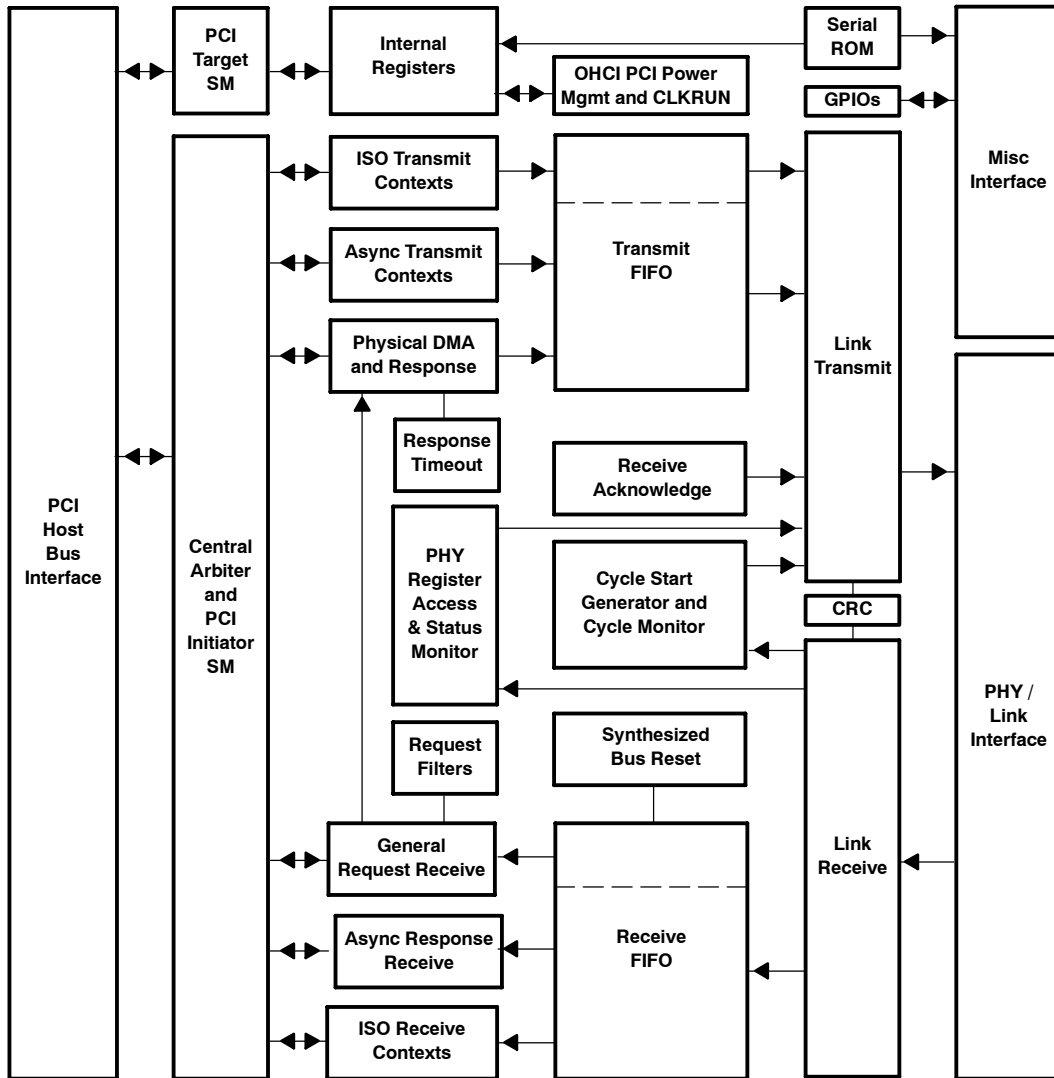 PCI
Target
SM
Internal
Registers
Serial
ROM
OHCI PCI Power
Mgmt and CLKRUN
GPIOs
Misc
Interface
ISO Transmit
Contexts
Async Transmit
Contexts
Transmit
FIFO
Physical DMA
and Response
Link
Transmit
Response
Timeout
Receive
Acknowledge
PCI
Host
Bus
Interface
Central
Arbiter
and
PCI
Initiator
SM
PHY
Register
Access
& Status
Monitor
Cycle Start
Generator and
Cycle Monitor
CRC
PHY /
Link
Interface
Request
Filters
Synthesized
Bus Reset
General
Request Receive
Link
Receive
Async Response
Receive
Receive
FIFO
ISO Receive
Contexts